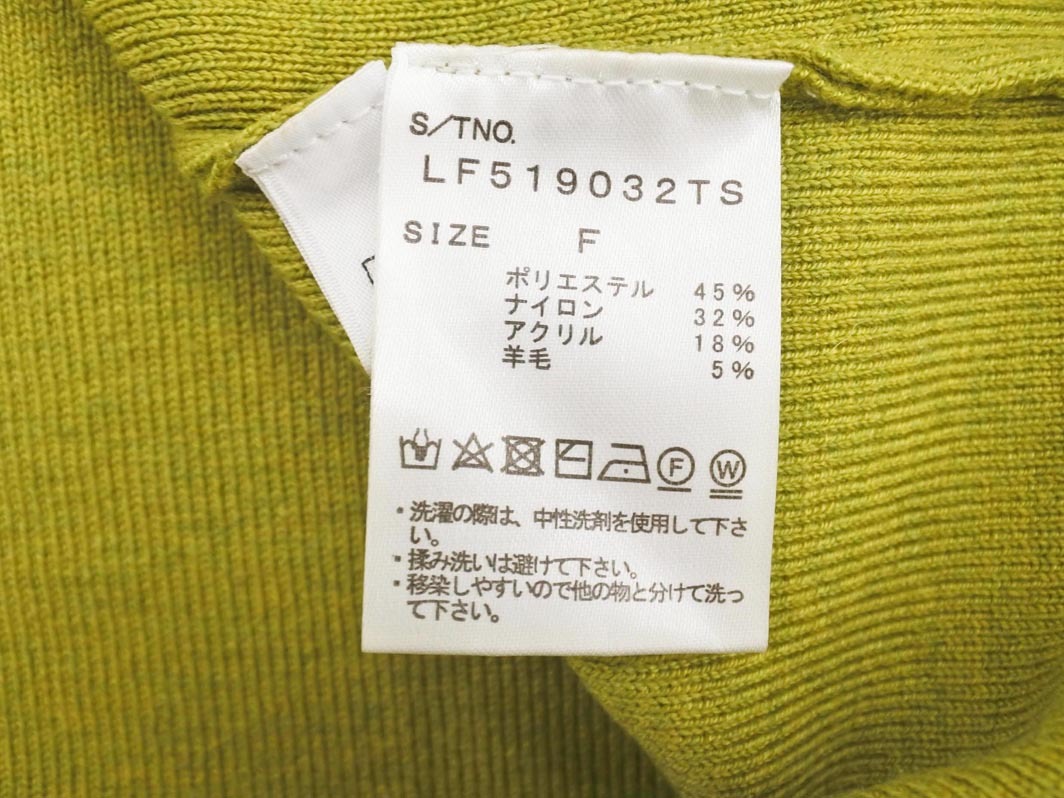 S/TNO.
LF519032TS
SIZE F
ポリエステル 45%
ナイロン 32%
アクリル 18%
羊毛 5%
F W
・洗濯の際は、中性洗剤を使用して下さ
い。
・揉み洗いは避けて下さい。
・移染しやすいので他の物と分けて洗っ
て下さい。